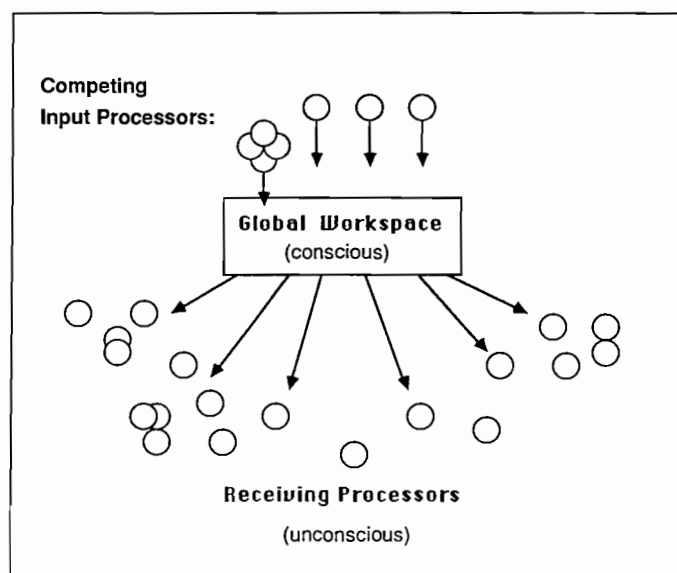 Competing
Input Processors:
Global Workspace
(conscious)
Receiving Processors
(unconscious)